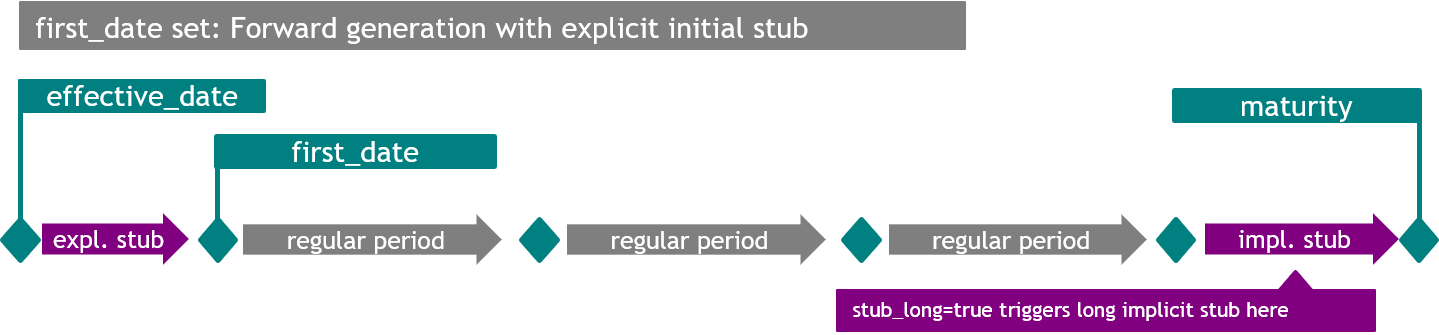 first_date set: Forward generation with explicit initial stub
effective_date
maturity
first_date
expl. stub
regular period
regular period
regular period
impl. stub
stub_long=true triggers long implicit stub here